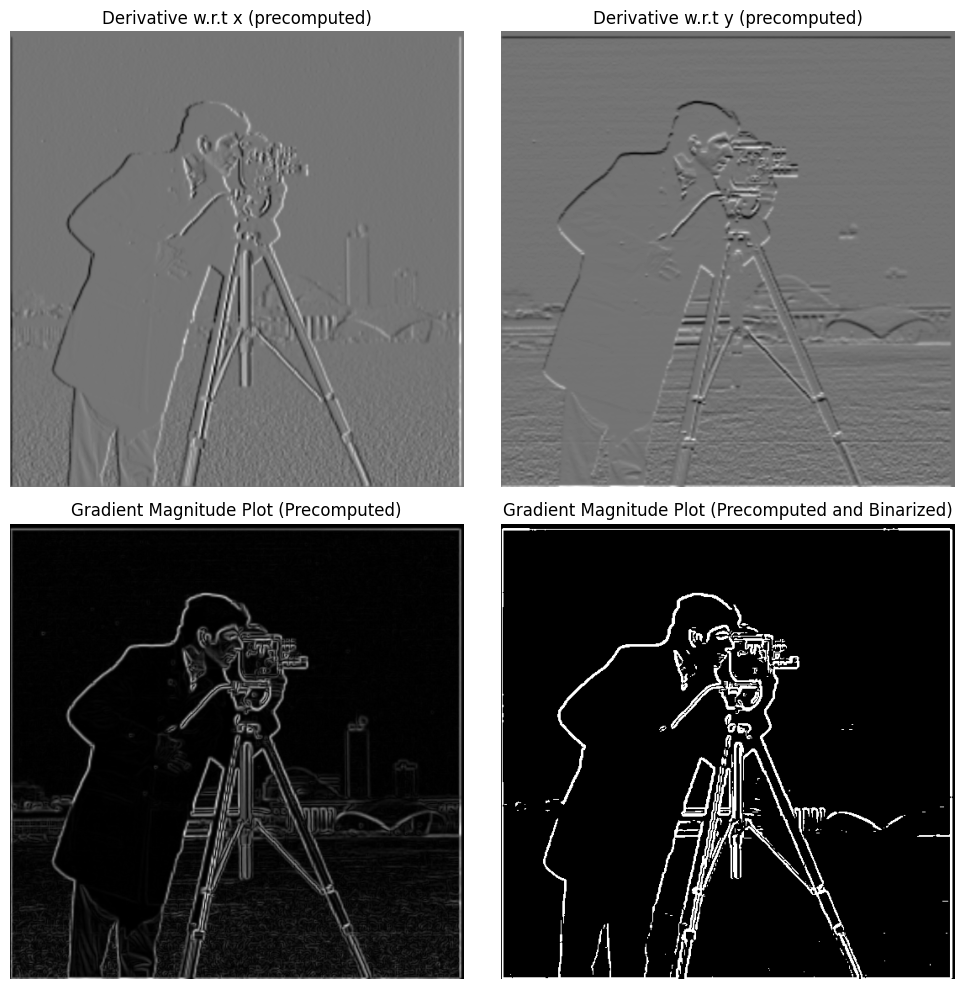 Derivative w.r.t x (precomputed)
Derivative w.r.t y (precomputed)
Gradient Magnitude Plot (Precomputed)
Gradient Magnitude Plot (Precomputed and Binarized)